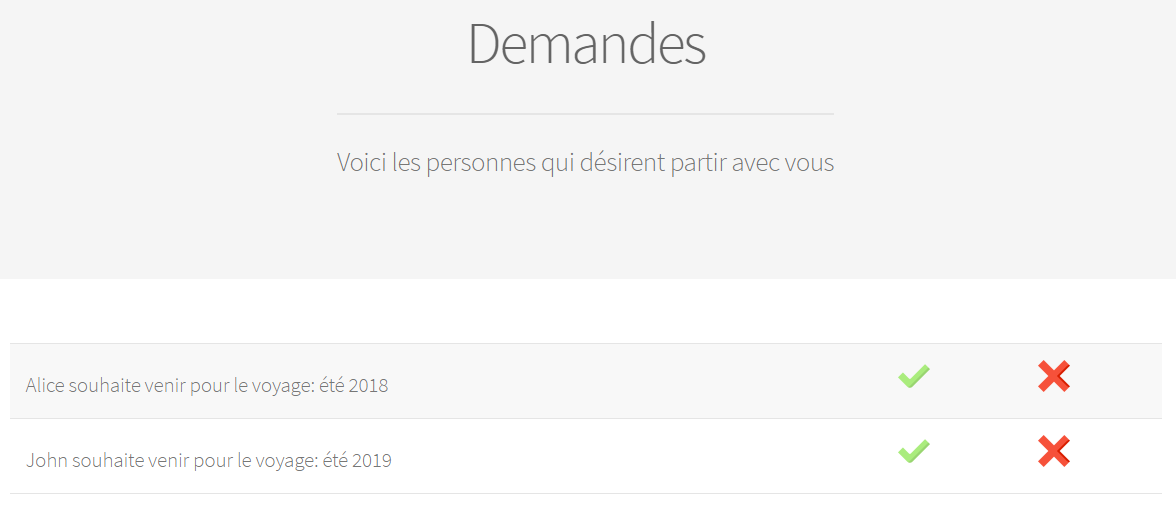 Demandes
Voici les personnes qui désirent partir avec vous
Alice souhaite venir pour le voyage: été 2018
John souhaite venir pour le voyage: été 2019